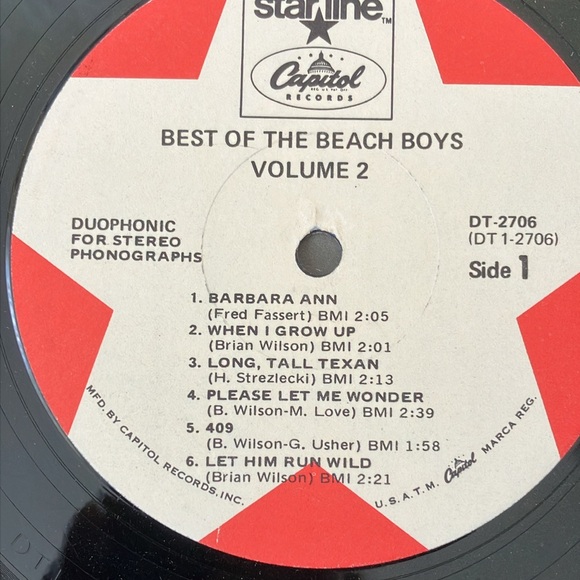 starline TM
Capitol
RECORDS
BEST OF THE BEACH BOYS
VOLUME 2
DUOPHONIC
FOR STEREO
PHONOGRAPHS
DT-2706
(DT 1-2706)
Side 1
1. BARBARA ANN
(Fred Fassert) BMI 2:05
2. WHEN I GROW UP
(Brian Wilson) BMI 2:01
3. LONG, TALL TEXAN
(H. Strezlecki) BMI 2:13
4. PLEASE LET ME WONDER
(B. Wilson-M. Love) BMI 2:39
5. 409
(B. Wilson-G. Usher) BMI 1:58
6. LET HIM RUN WILD
(Brian Wilson) BMI 2:21
MFD. BY CAPITOL RECORDS, INC.
U.S.A.T.M. Capitol MARCA REG.
DT